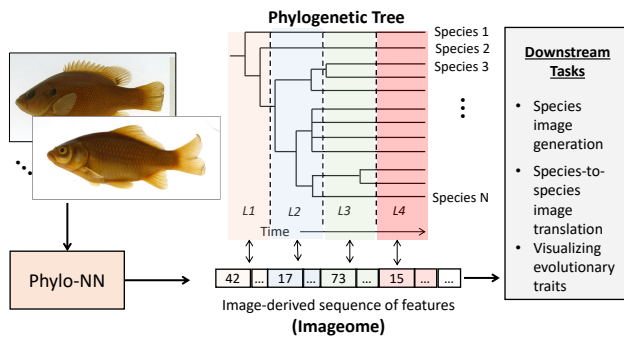 Phylogenetic Tree
Species 1
Species 2
Species 3
Species N
L1
L2
L3
L4
Time
Phylo-NN
42 ... 17 ... 73 ... 15 ... ...
Image-derived sequence of features
(Imageome)
Downstream
Tasks
• Species
image
generation
• Species-to-
species
image
translation
• Visualizing
evolutionary
traits